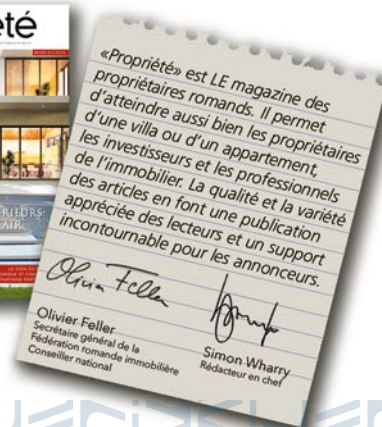 été
«Propriété» est LE magazine des
propriétaires romands. Il permet
d'atteindre aussi bien les propriétaires
d'une villa ou d'un appartement,
les investisseurs et les professionnels
de l'immobilier. La qualité et la variété
des articles en font une publication
appréciée des lecteurs et un support
incontournable pour les annonceurs.
Olivier Feller
Olivier Feller
Secrétaire général de la
Fédération romande immobilière
Conseiller national
Simon Wharry
Rédacteur en chef